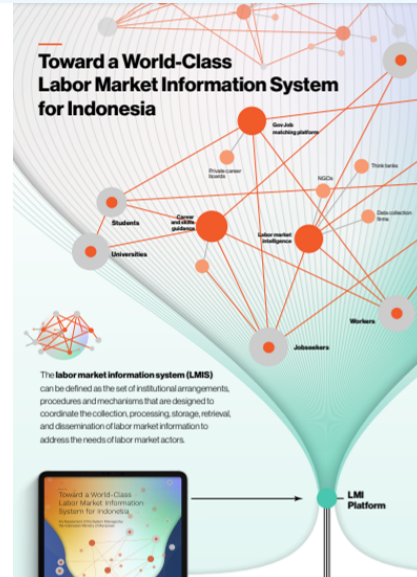 Toward a World-Class
Labor Market Information System
for Indonesia
Gov Job
matching platform
Private career
boards
Think tanks
NGOs
Students
Career
and skills
guidance
Data collection
firms
Labor market
intelligence
Universities
Workers
Jobseekers
The labor market information system (LMIS)
can be defined as the set of institutional arrangements,
procedures and mechanisms that are designed to
coordinate the collection, processing, storage, retrieval,
and dissemination of labor market information to
address the needs of labor market actors.
Toward a World-Class
Labor Market Information
System for Indonesia
LMI
Platform